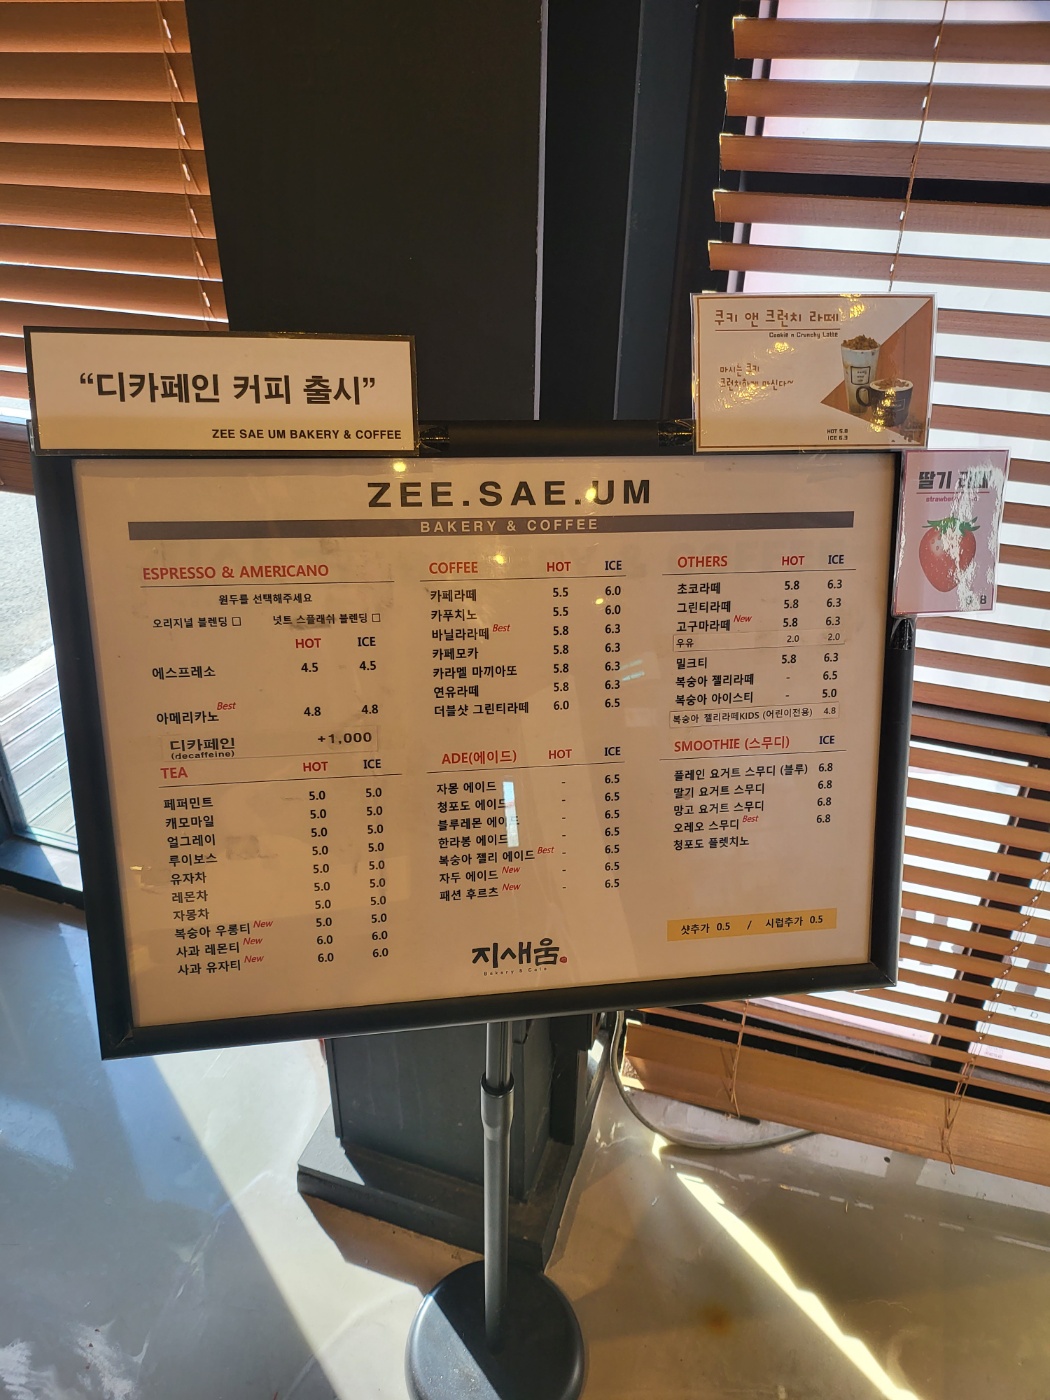 “디카페인 커피 출시”
ZEE SAE UM BAKERY & COFFEE
쿠키 앤 크런치 라떼
Cookie n Crunchy Latte
마시는 쿠키
HOT 5.8
ICE 6.3
딸기
ZEE.SAE.UM
BAKERY & COFFEE
ESPRESSO & AMERICANO
원두를 선택해주세요
오리지널 블렌딩 □ 넛트 스플래쉬 블렌딩 □
HOT ICE
에스프레소 4.5 4.5
아메리카노 Best 4.8 4.8
디카페인 +1,000
(decaffeine)
TEA HOT ICE
페퍼민트 5.0 5.0
캐모마일 5.0 5.0
얼그레이 5.0 5.0
루이보스 5.0 5.0
유자차 5.0 5.0
레몬차 5.0 5.0
자몽차 5.0 5.0
복숭아 우롱티 New 5.0 5.0
사과 레몬티 New 6.0 6.0
사과 유자티 New 6.0 6.0
COFFEE HOT ICE
카페라떼 5.5 6.0
카푸치노 5.5 6.0
바닐라라떼 Best 5.8 6.3
카페모카 5.8 6.3
카라멜 마끼아또 5.8 6.3
연유라떼 5.8 6.3
더블샷 그린티라떼 6.0 6.5
ADE(에이드) HOT ICE
자몽 에이드 - 6.5
청포도 에이드 - 6.5
블루레몬 에이드 - 6.5
한라봉 에이드 - 6.5
복숭아 젤리 에이드 Best - 6.5
자두 에이드 New - 6.5
패션 후르츠 New - 6.5
OTHERS HOT ICE
초코라떼 5.8 6.3
그린티라떼 5.8 6.3
고구마라떼 New 5.8 6.3
우유 2.0 2.0
밀크티 5.8 6.3
복숭아 젤리라떼 - 6.5
복숭아 아이스티 - 5.0
복숭아 젤리라떼KIDS (어린이전용) 4.8
SMOOTHIE (스무디) ICE
플레인 요거트 스무디 (블루) 6.8
딸기 요거트 스무디 6.8
망고 요거트 스무디 6.8
오레오 스무디 Best 6.8
청포도 플렛치노
샷추가 0.5 / 시럽추가 0.5
지새움
Bakery & Cafe